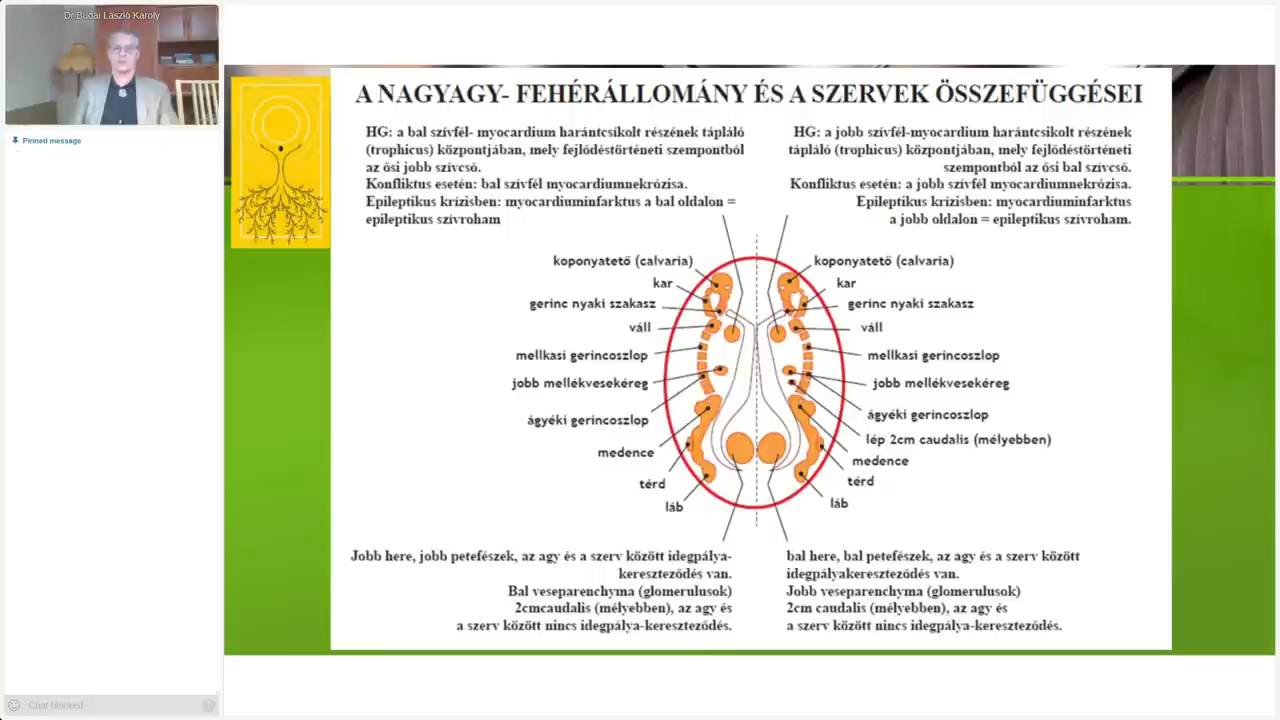 Dr Budai László Károly
Pinned message
A NAGYAGY- FEHÉRÁLLOMÁNY ÉS A SZERVEK ÖSSZEFÜGGÉSEI
HG: a bal szívfél- myocardium harántcsíkolt részének tápláló
(trophicus) központjában, mely fejlődéstörténeti szempontból
az ősi jobb szívcső.
Konfliktus esetén: bal szívfél myocardiumnekrózisa.
Epileptikus krízisben: myocardiuminfarktus a bal oldalon =
epileptikus szívroham
HG: a jobb szívfél-myocardium harántcsíkolt részének
tápláló (trophicus) központjában, mely fejlődéstörténeti
szempontból az ősi bal szívcső.
Konfliktus esetén: a jobb szívfél myocardiumnekrózisa.
Epileptikus krízisben: myocardiuminfarktus
a jobb oldalon = epileptikus szívroham.
koponyatető (calvaria)
kar
gerinc nyaki szakasz
váll
mellkasi gerincoszlop
jobb mellékvesekéreg
ágyéki gerincoszlop
medence
térd
láb
koponyatető (calvaria)
kar
gerinc nyaki szakasz
váll
mellkasi gerincoszlop
jobb mellékvesekéreg
ágyéki gerincoszlop
lép 2cm caudalis (mélyebben)
medence
térd
láb
Jobb here, jobb petefészek, az agy és a szerv között idegpálya-
kereszteződés van.
Bal veseparenchyma (glomerulusok)
2cmcaudalis (mélyebben), az agy és
a szerv között nincs idegpálya-kereszteződés.
bal here, bal petefészek, az agy és a szerv között
idegpályakereszteződés van.
Jobb veseparenchyma (glomerulusok)
2cm caudalis (mélyebben), az agy és
a szerv között nincs idegpálya-kereszteződés.
Chat blocked